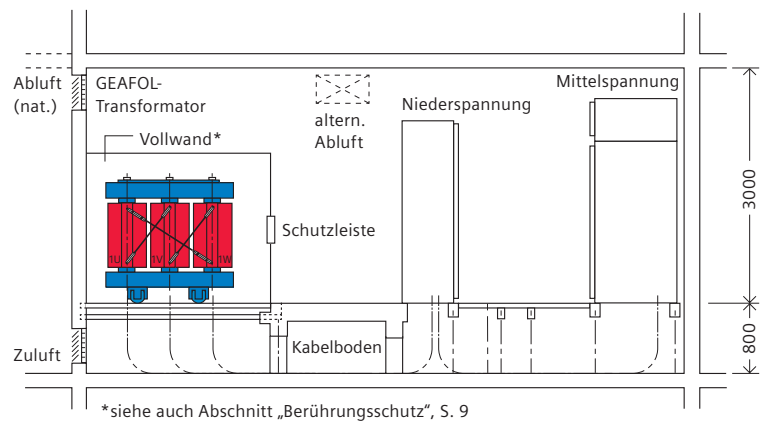 Abluft
(nat.)
GEAFOL-
Transformator
Vollwand*
altern.
Abluft
Niederspannung
Mittelspannung
Schutzleiste
1U
1V
1W
3000
Zuluft
Kabelboden
800
*siehe auch Abschnitt „Berührungsschutz“, S. 9